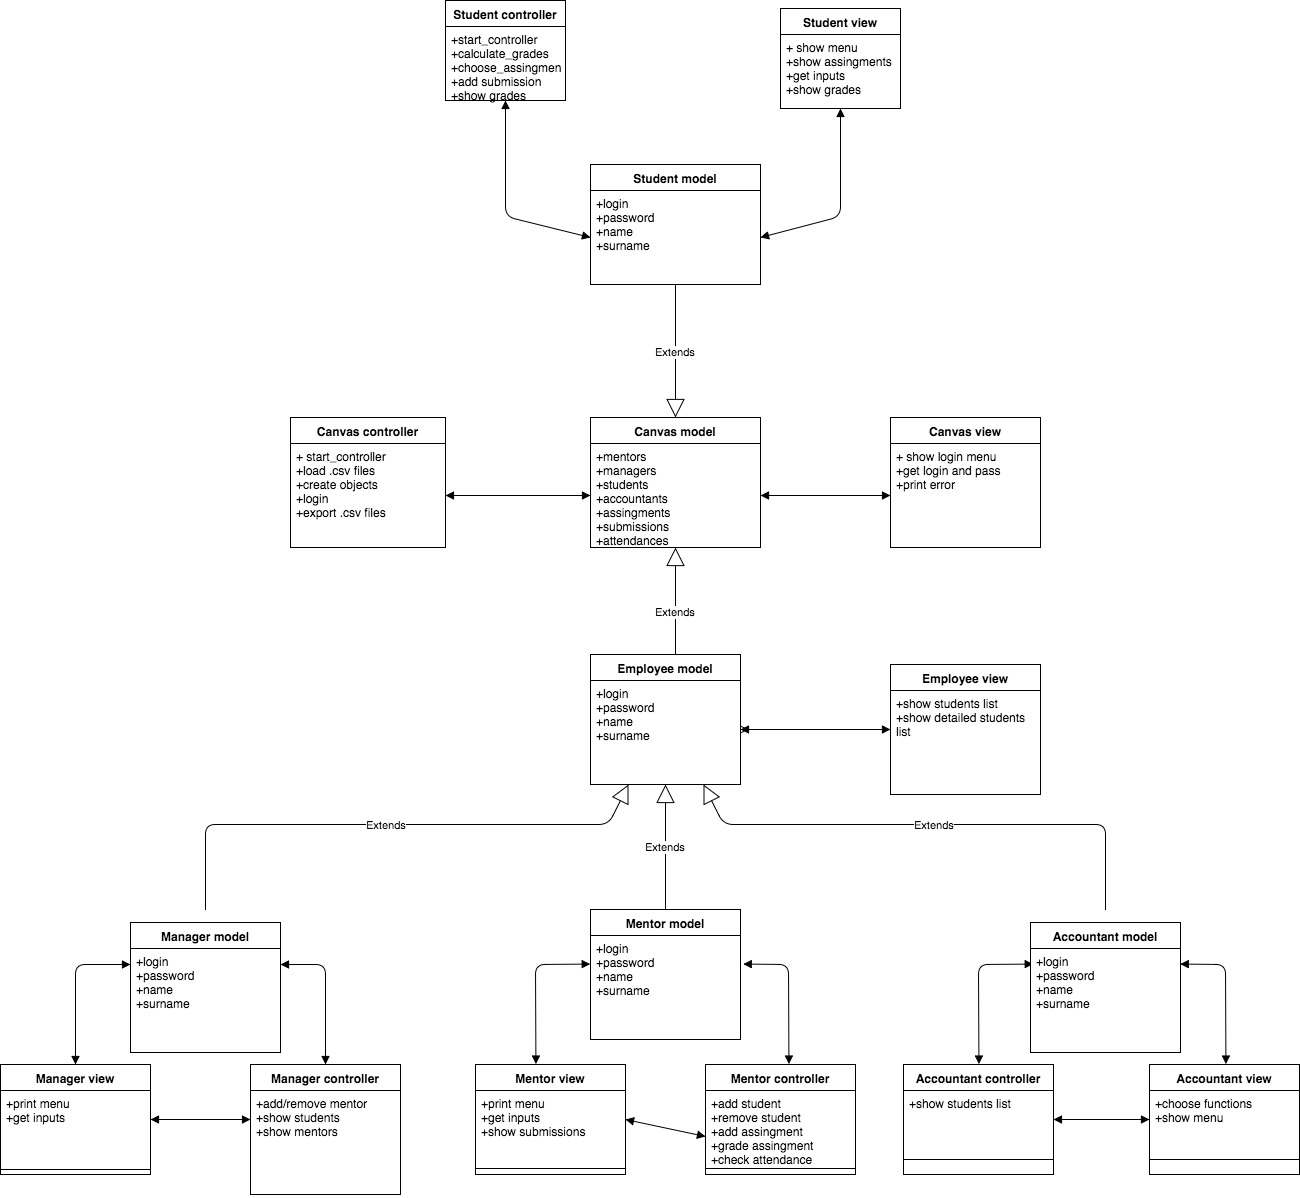 Student controller
+start_controller
+calculate_grades
+choose_assingmen
+add submission
+show grades
Student view
+ show menu
+show assingments
+get inputs
+show grades
Student model
+login
+password
+name
+surname
Extends
Canvas controller
+ start_controller
+load .csv files
+create objects
+login
+export .csv files
Canvas model
+mentors
+managers
+students
+accountants
+assingments
+submissions
+attendances
Canvas view
+ show login menu
+get login and pass
+print error
Extends
Employee model
+login
+password
+name
+surname
Employee view
+show students list
+show detailed students
list
Extends
Extends
Extends
Manager model
+login
+password
+name
+surname
Mentor model
+login
+password
+name
+surname
Accountant model
+login
+password
+name
+surname
Manager view
+print menu
+get inputs
Manager controller
+add/remove mentor
+show students
+show mentors
Mentor view
+print menu
+get inputs
+show submissions
Mentor controller
+add student
+remove student
+add assingment
+grade assingment
+check attendance
Accountant controller
+show students list
Accountant view
+choose functions
+show menu